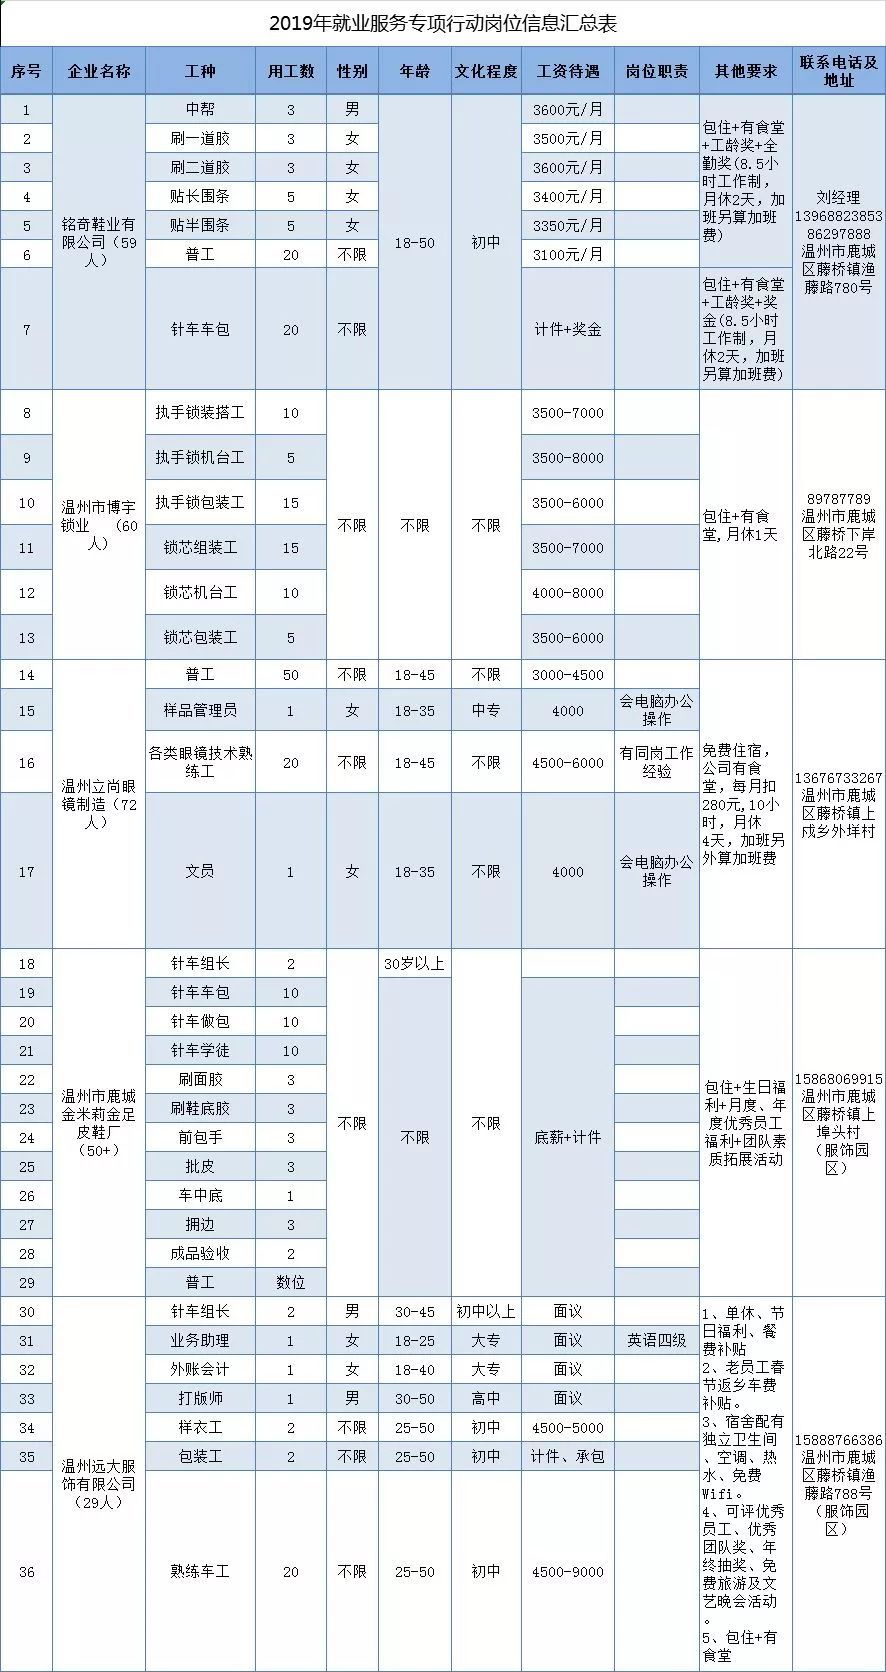 2019年就业服务专项行动岗位信息汇总表
序号 企业名称 工种 用工数 性别 年龄 文化程度 工资待遇 岗位职责 其他要求 联系电话及
地址
铭奇鞋业有
限公司（59
人）
18-50
初中
1 中帮 3 男 3600元/月
2 刷一道胶 3 女 3500元/月
3 刷二道胶 3 女 3600元/月
4 贴长围条 5 女 3400元/月
5 贴半围条 5 女 3350元/月
6 普工 20 不限 3100元/月
包住+有食堂
+工龄奖+全
勤奖(8.5小
时工作制，
月休2天，加
班另算加班
费)
7 针车车包 20 不限 计件+奖金
包住+有食堂
+工龄奖+奖
金(8.5小时
工作制，月
休2天，加班
另算加班费)
刘经理
13968823853
86297888
温州市鹿城
区藤桥镇渔
藤路780号
温州市博宇
锁业 （60
人）
8 执手锁装搭工 10 3500-7000
9 执手锁机台工 5 3500-8000
10 执手锁包装工 15 3500-6000
11 锁芯组装工 15 3500-7000
12 锁芯机台工 10 4000-8000
13 锁芯包装工 5 3500-6000
不限 不限 不限
包住+有食
堂,月休1天
89787789
温州市鹿城
区藤桥下岸
北路22号
温州立尚眼
镜制造（72
人）
14 普工 50 不限 18-45 不限 3000-4500
15 样品管理员 1 女 18-35 中专 4000 会电脑办公
操作
16 各类眼镜技术熟
练工 20 不限 18-45 不限 4500-6000 有同岗工作
经验
17 文员 1 女 18-35 不限 4000 会电脑办公
操作
免费住宿，
公司有食
堂，每月扣
280元,10小
时，月休
4天，加班另
外算加班费
13676733267
温州市鹿城
区藤桥镇上
戍乡外垟村
温州市鹿城
金米莉金足
皮鞋厂
（50+）
18 针车组长 2 30岁以上
19 针车车包 10
20 针车做包 10
21 针车学徒 10
22 刷面胶 3
23 刷鞋底胶 3
24 前包手 3
25 批皮 3
26 车中底 1
27 拥边 3
28 成品验收 2
29 普工 数位
不限 不限 不限 底薪+计件
包住+生日福
利+月度、年
度优秀员工
福利+团队素
质拓展活动
15868069915
温州市鹿城
区藤桥镇上
埠头村
（服饰园
区）
温州远大服
饰有限公司
（29人）
30 针车组长 2 男 30-45 初中以上 面议
31 业务助理 1 女 18-25 大专 面议 英语四级
32 外账会计 1 女 18-40 大专 面议
33 打版师 1 男 30-50 高中 面议
34 样衣工 2 不限 25-50 初中 4500-5000
35 包装工 2 不限 25-50 初中 计件、承包
36 熟练车工 20 不限 25-50 初中 4500-9000
1、单休、节
日福利、餐
费补贴
2、老员工春
节返乡车费
补贴。
3、宿舍配有
独立卫生间
、空调、热
水、免费
Wifi。
4、可评优秀
员工、优秀
团队奖、年
终抽奖、免
费旅游及文
艺晚会活动
。
5、包住+有
食堂
15888766386
温州市鹿城
区藤桥镇渔
藤路788号
（服饰园
区）